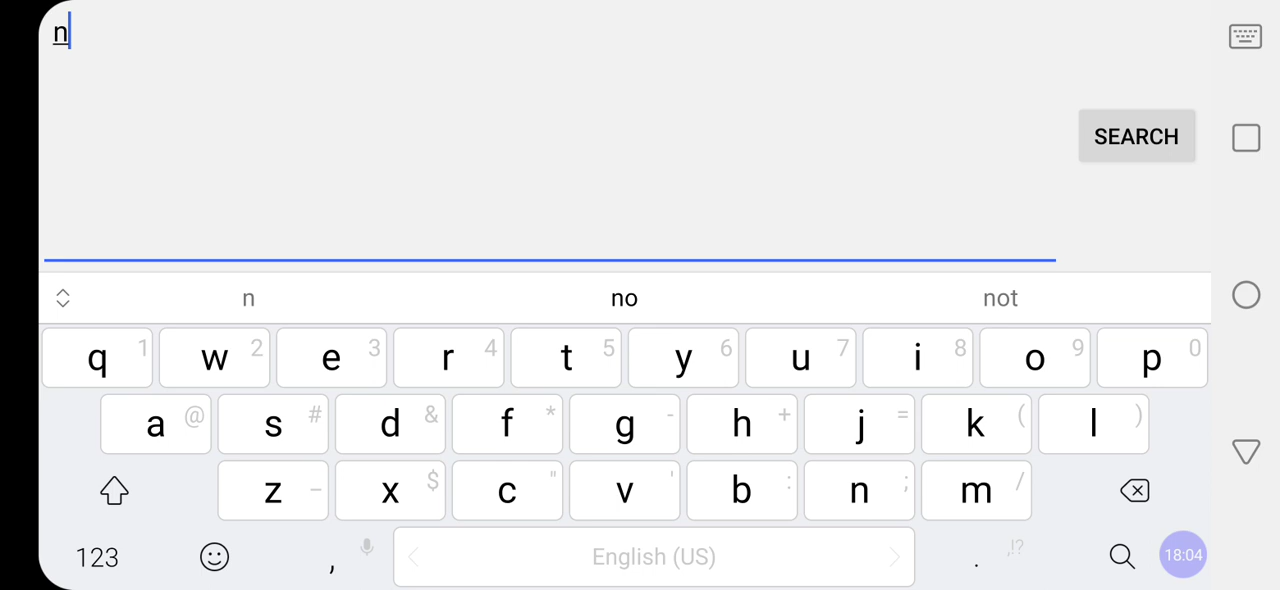 n
SEARCH
n no not
q 1 w 2 e 3 r 4 t 5 y 6 u 7 i 8 o 9 p 0
a @ s # d & f * g - h + j = k ( l )
z _ x $ c " v ' b : n ; m /
123 , English (US) . ,!? 18:04